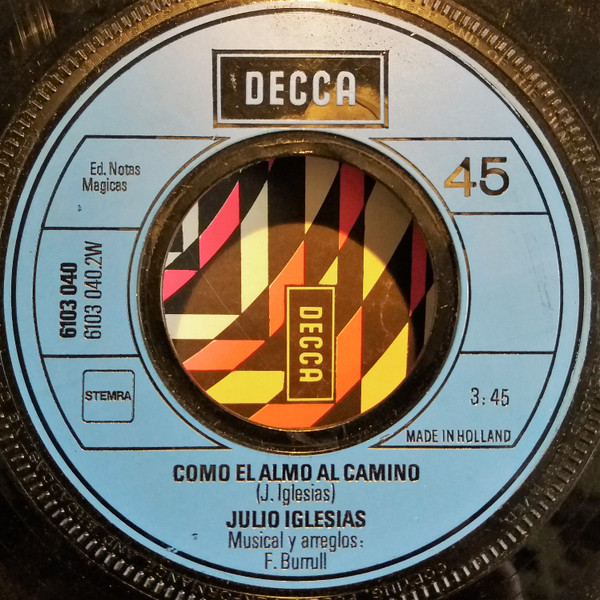 DECCA
Ed. Notas
Magicas
45
6103 040
6103 040.2W
STEMRA
DECCA
3:45
MADE IN HOLLAND
COMO EL ALMO AL CAMINO
(J. Iglesias)
JULIO IGLESIAS
Musical y arreglos:
F. Burrull